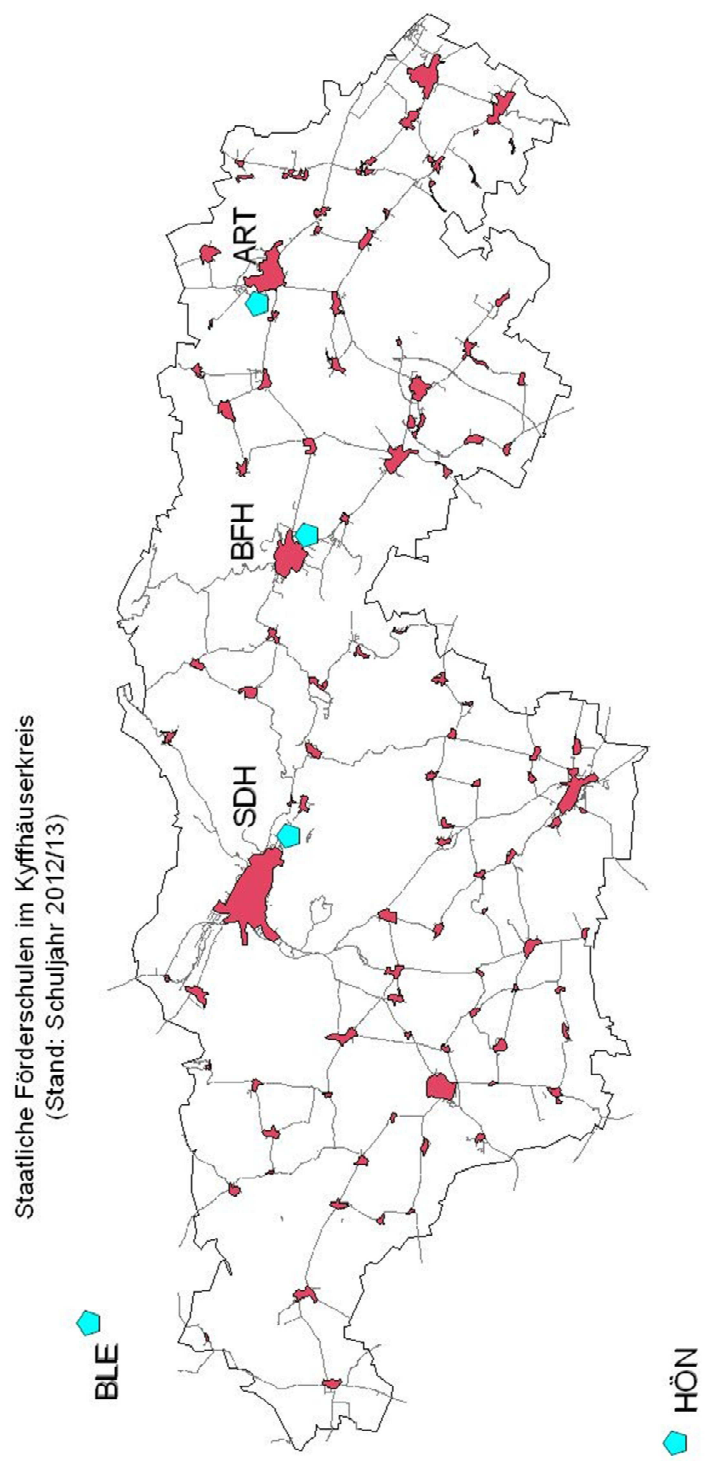 Staatliche Förderschulen im Kyffhäuserkreis
(Stand: Schuljahr 2012/13)
BLE
SDH
BFH
ART
HÖN